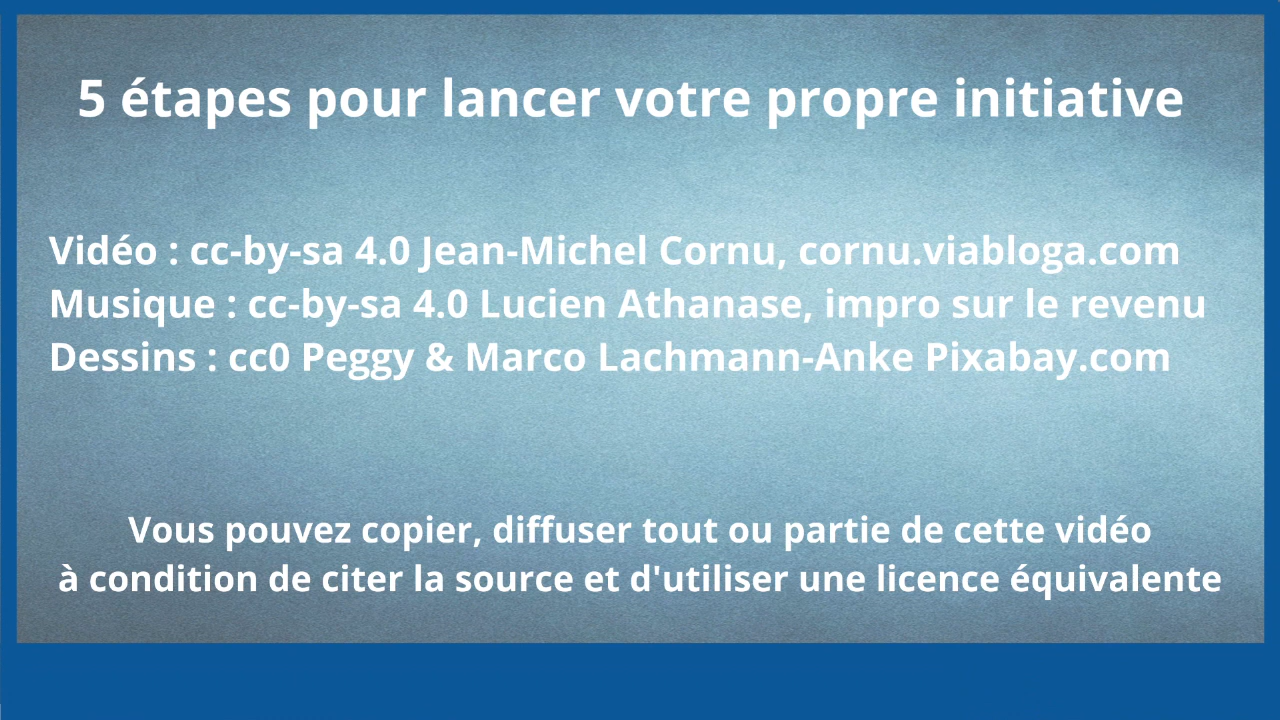 5 étapes pour lancer votre propre initiative
Vidéo : cc-by-sa 4.0 Jean-Michel Cornu, cornu.viabloga.com
Musique : cc-by-sa 4.0 Lucien Athanase, impro sur le revenu
Dessins : cc0 Peggy & Marco Lachmann-Anke Pixabay.com
Vous pouvez copier, diffuser tout ou partie de cette vidéo
à condition de citer la source et d'utiliser une licence équivalente